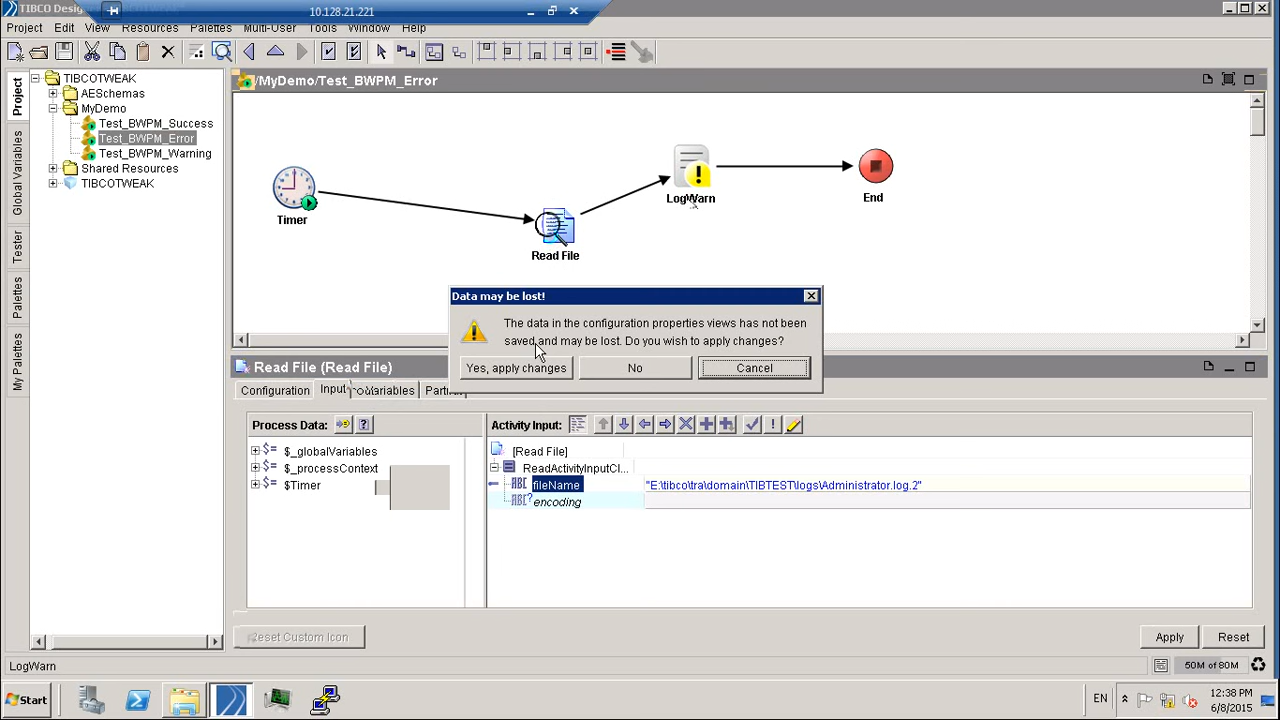 TIBCO Desig
10.128.21.221
Project Edit View Resources Palettes Multi-User Tools Window Help
Project
Global Variables
Tester
Palettes
My Palettes
TIBCOTWEAK
AESchemas
MyDemo
Test_BWPM_Success
Test_BWPM_Error
Test_BWPM_Warning
Shared Resources
TIBCOTWEAK
/MyDemo/Test_BWPM_Error
Timer
Read File
LogWarn
End
Data may be lost!
The data in the configuration properties views has not been
saved and may be lost. Do you wish to apply changes?
Yes, apply changes No Cancel
Read File (Read File)
Configuration Input Variables
Process Data:
$_globalVariables
$_processContext
$Timer
Activity Input:
[Read File]
ReadActivityInputCl...
fileName "E:\tibco\tra\domain\TIBTEST\logs\Administrator.log.2"
encoding
Reset Custom Icon
Apply Reset
LogWarn
50M of 80M
Start
EN
12:38 PM
6/8/2015